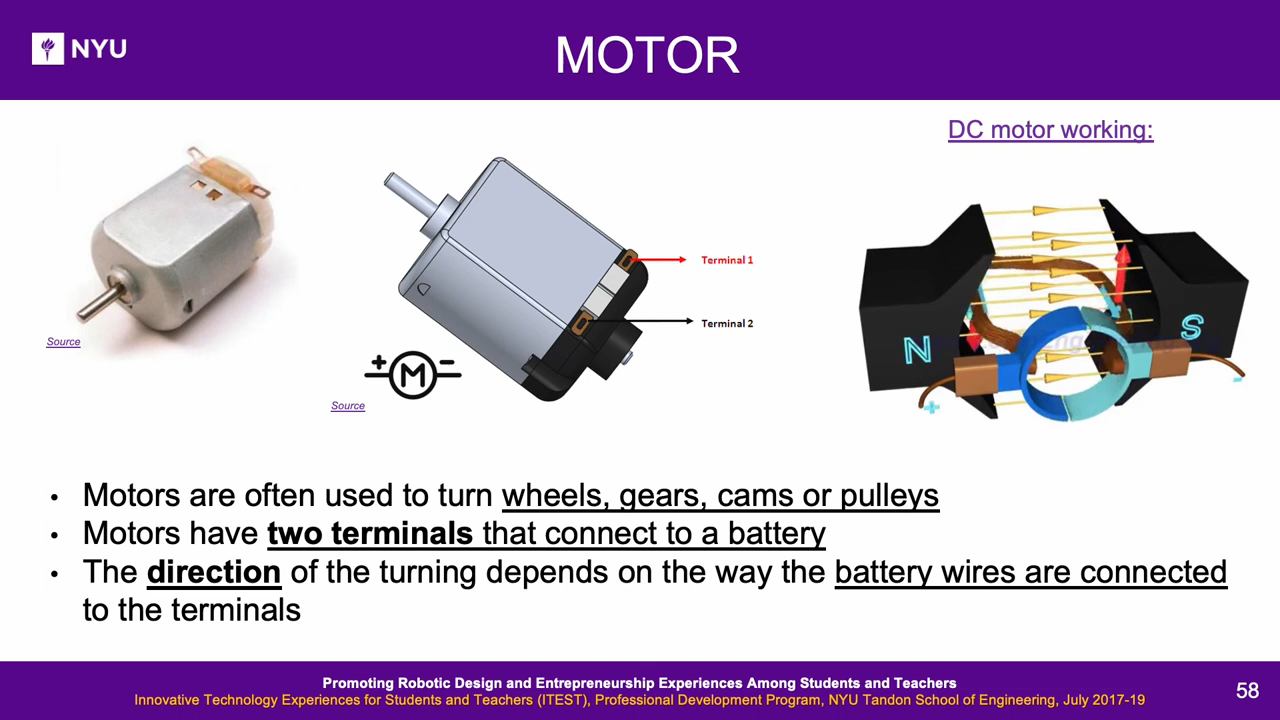 NYU
MOTOR
DC motor working:
Terminal 1
Terminal 2
N
S
Source
+ M −
Source
+
-
• Motors are often used to turn wheels, gears, cams or pulleys
• Motors have two terminals that connect to a battery
• The direction of the turning depends on the way the battery wires are connected
to the terminals
Promoting Robotic Design and Entrepreneurship Experiences Among Students and Teachers
Innovative Technology Experiences for Students and Teachers (ITEST), Professional Development Program, NYU Tandon School of Engineering, July 2017-19
58